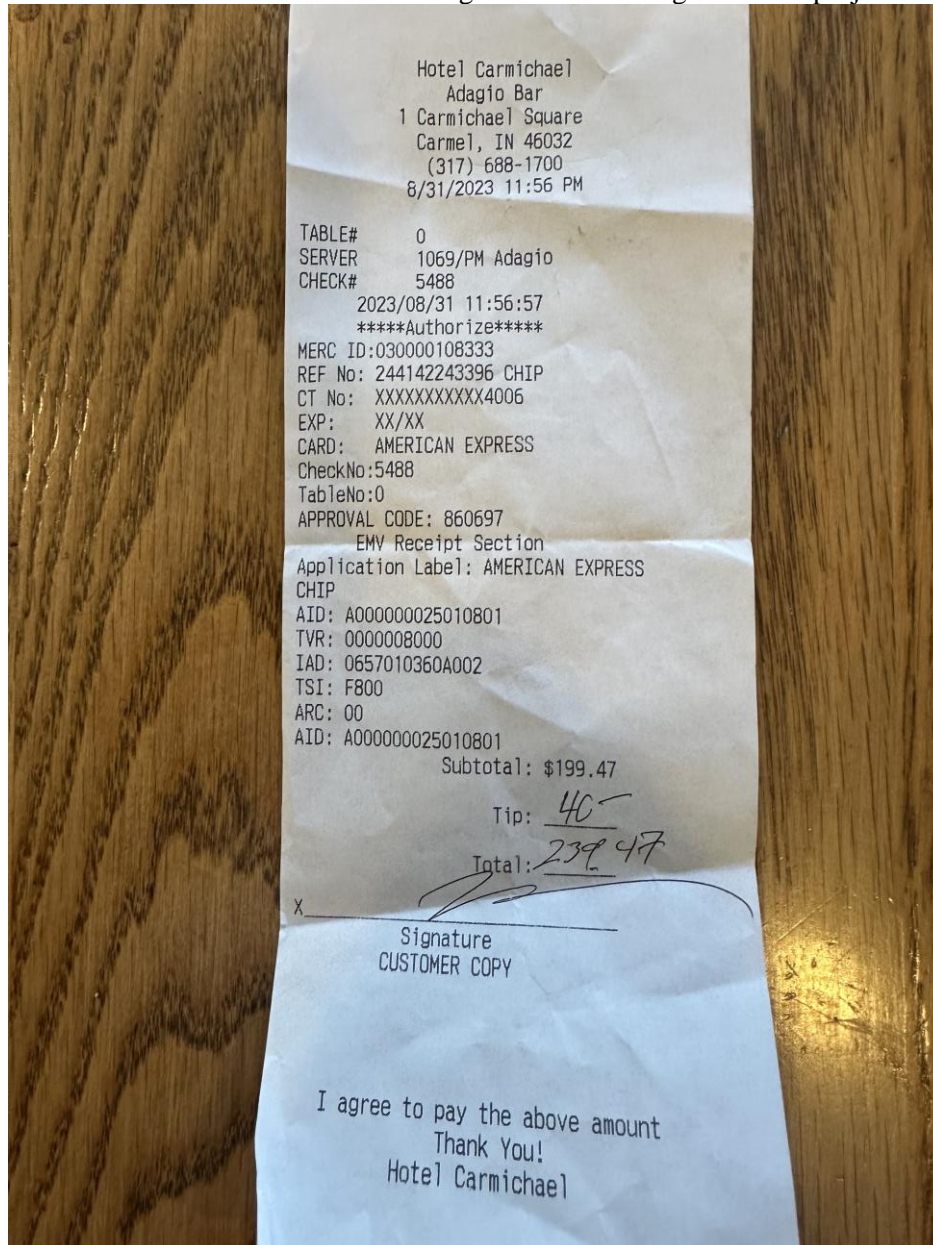 Hotel Carmichael
Adagio Bar
1 Carmichael Square
Carmel, IN 46032
(317) 688-1700
8/31/2023 11:56 PM
TABLE# 0
SERVER 1069/PM Adagio
CHECK# 5488
2023/08/31 11:56:57
*****Authorize*****
MERC ID:030000108333
REF No: 244142243396 CHIP
CT No: XXXXXXXXXXX4006
EXP: XX/XX
CARD: AMERICAN EXPRESS
CheckNo:5488
TableNo:0
APPROVAL CODE: 860697
EMV Receipt Section
Application Label: AMERICAN EXPRESS
CHIP
AID: A000000025010801
TVR: 0000008000
IAD: 0657010360A002
TSI: F800
ARC: 00
AID: A000000025010801
Subtotal: $199.47
Tip: 40-
Total: 239.47
X
Signature
CUSTOMER COPY
I agree to pay the above amount
Thank You!
Hotel Carmichael